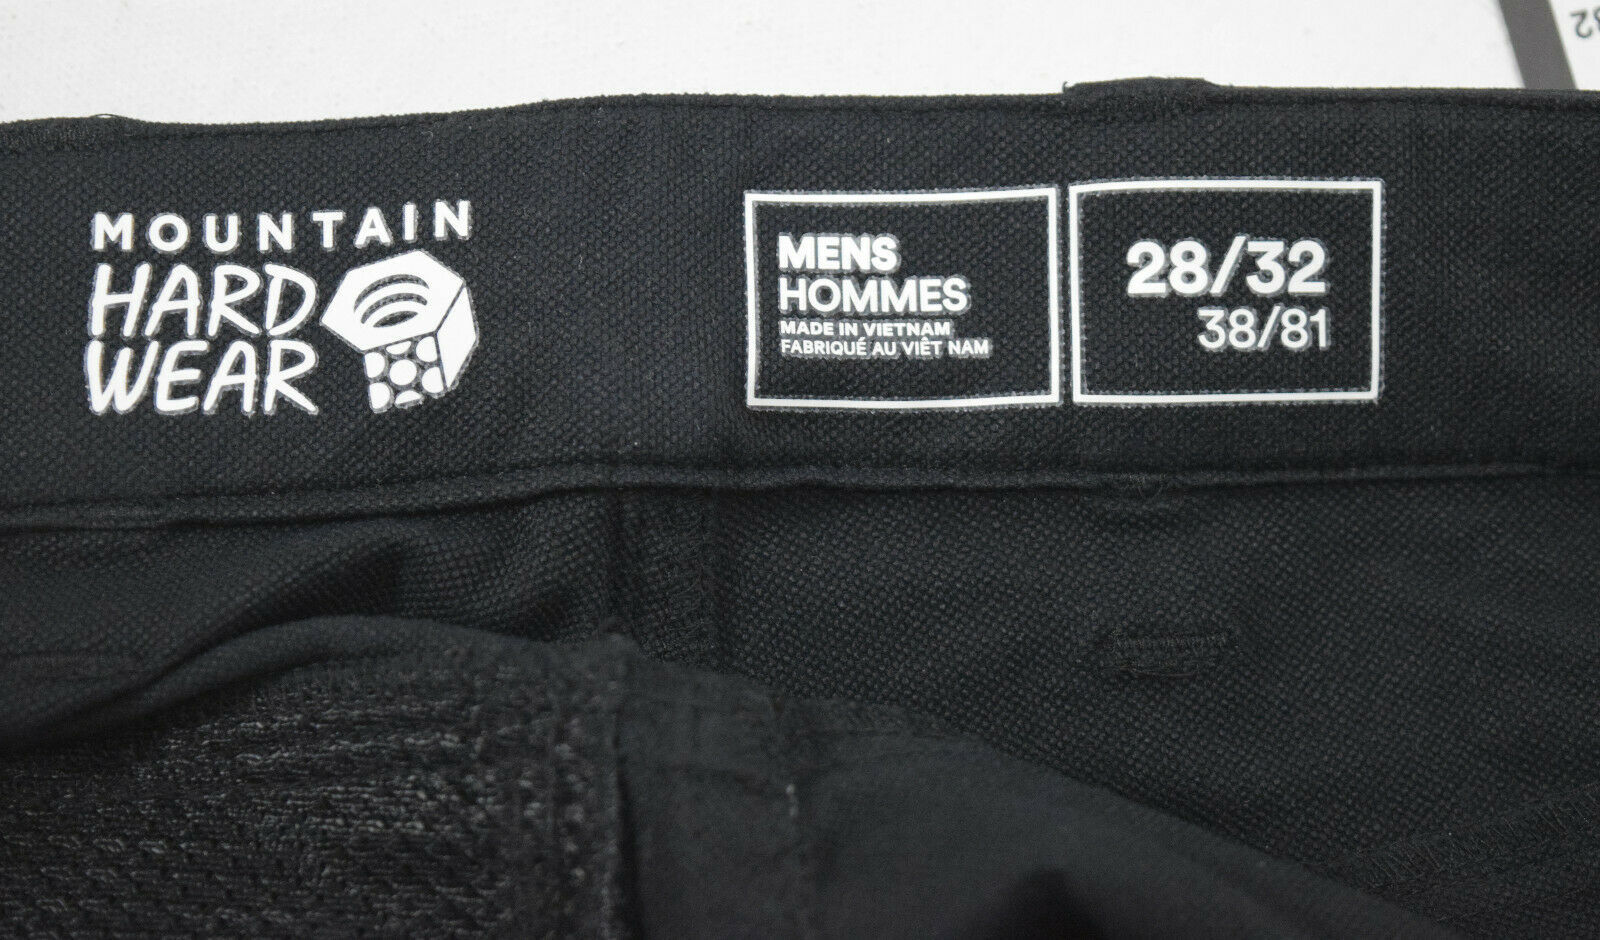 MOUNTAIN
HARD
WEAR
MENS
HOMMES
MADE IN VIETNAM
FABRIQUÉ AU VIÊT NAM
28/32
38/81